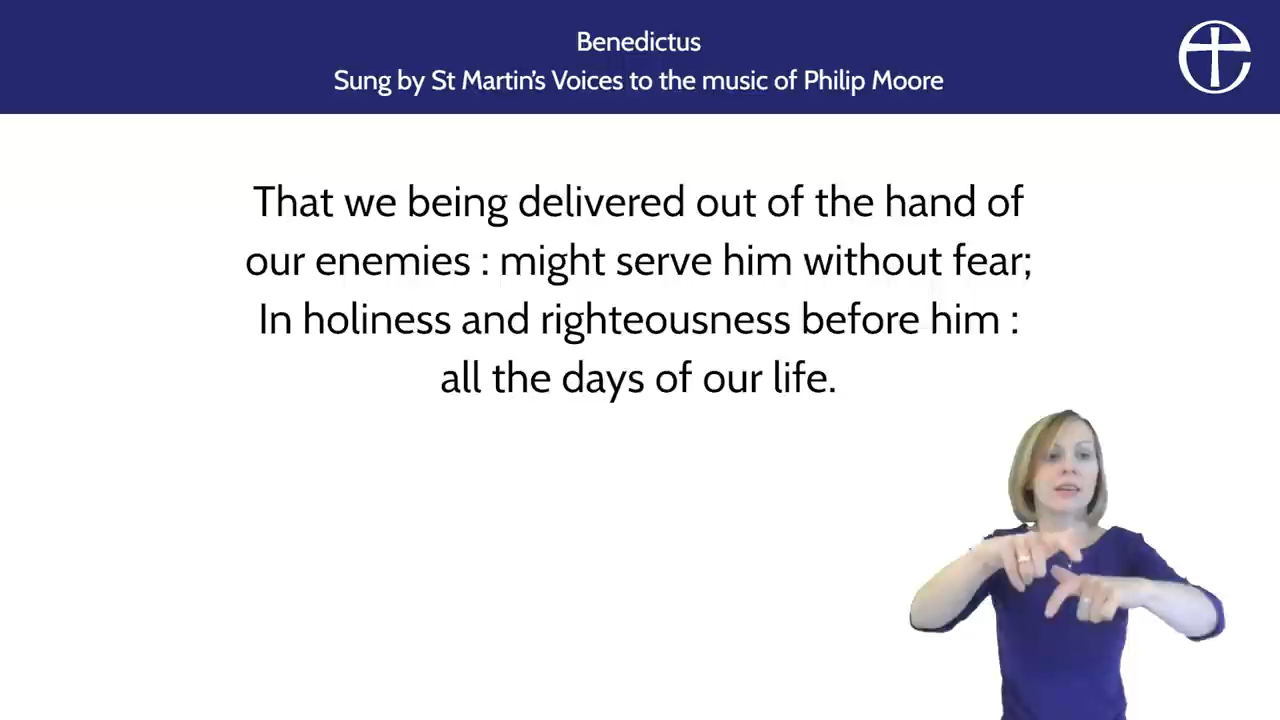 Benedictus
Sung by St Martin's Voices to the music of Philip Moore
That we being delivered out of the hand of
our enemies : might serve him without fear;
In holiness and righteousness before him :
all the days of our life.